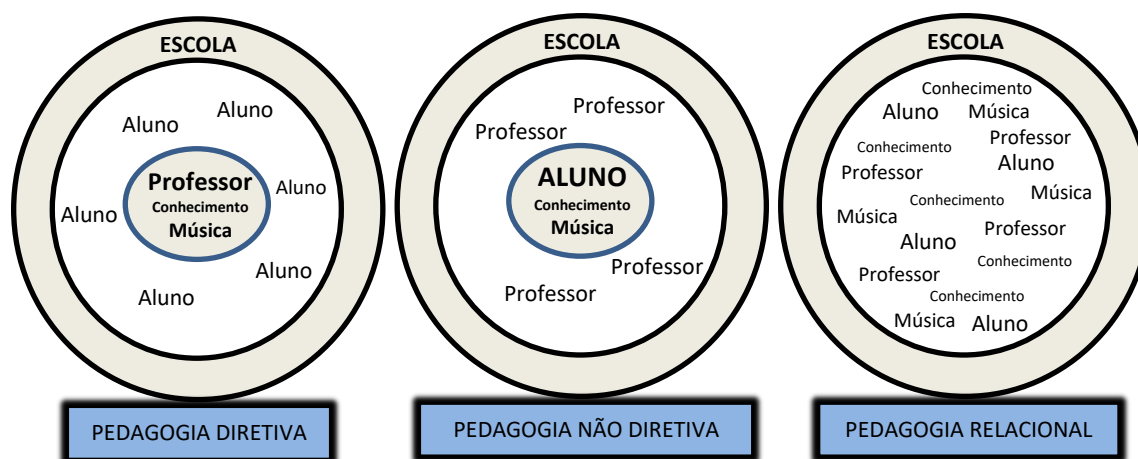 ESCOLA
Aluno
Aluno
Professor
Conhecimento
Música
Aluno
Aluno
Aluno
Aluno
PEDAGOGIA DIRETIVA
ESCOLA
Professor
Professor
ALUNO
Conhecimento
Música
Professor
Professor
PEDAGOGIA NÃO DIRETIVA
ESCOLA
Conhecimento
Aluno
Música
Professor
Conhecimento
Aluno
Professor
Música
Conhecimento
Música
Professor
Aluno
Conhecimento
Professor
Conhecimento
Música
Aluno
PEDAGOGIA RELACIONAL